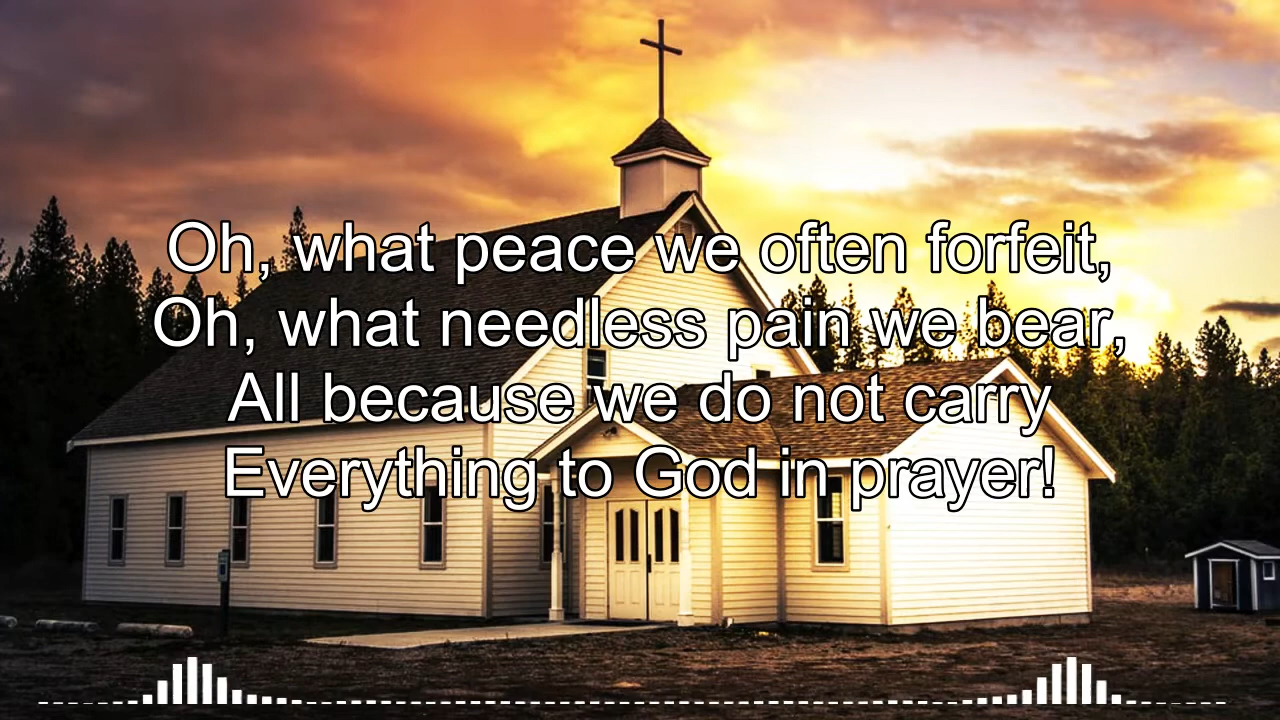 Oh, what peace we often forfeit,
Oh, what needless pain we bear,
All because we do not carry
Everything to God in prayer!